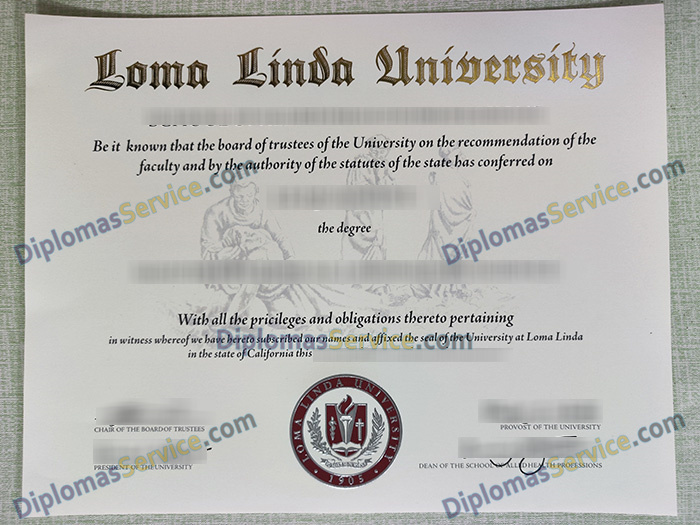 Loma Linda University
Be it known that the board of trustees of the University on the recommendation of the
faculty and by the authority of the statutes of the state has conferred on
the degree
With all the pricileges and obligations thereto pertaining
in witness whereof we have hereto subscribed our names and affixed the seal of the University at Loma Linda
in the state of California this
CHAIR OF THE BOARD OF TRUSTEES
PROVOST OF THE UNIVERSITY
PRESIDENT OF THE UNIVERSITY
DEAN OF THE SCHOOL OF ALLIED HEALTH PROFESSIONS
LOMA LINDA UNIVERSITY
1905
DiplomasService.com
DiplomasService.com
DiplomasService.com
DiplomasService.com
DiplomasService.com